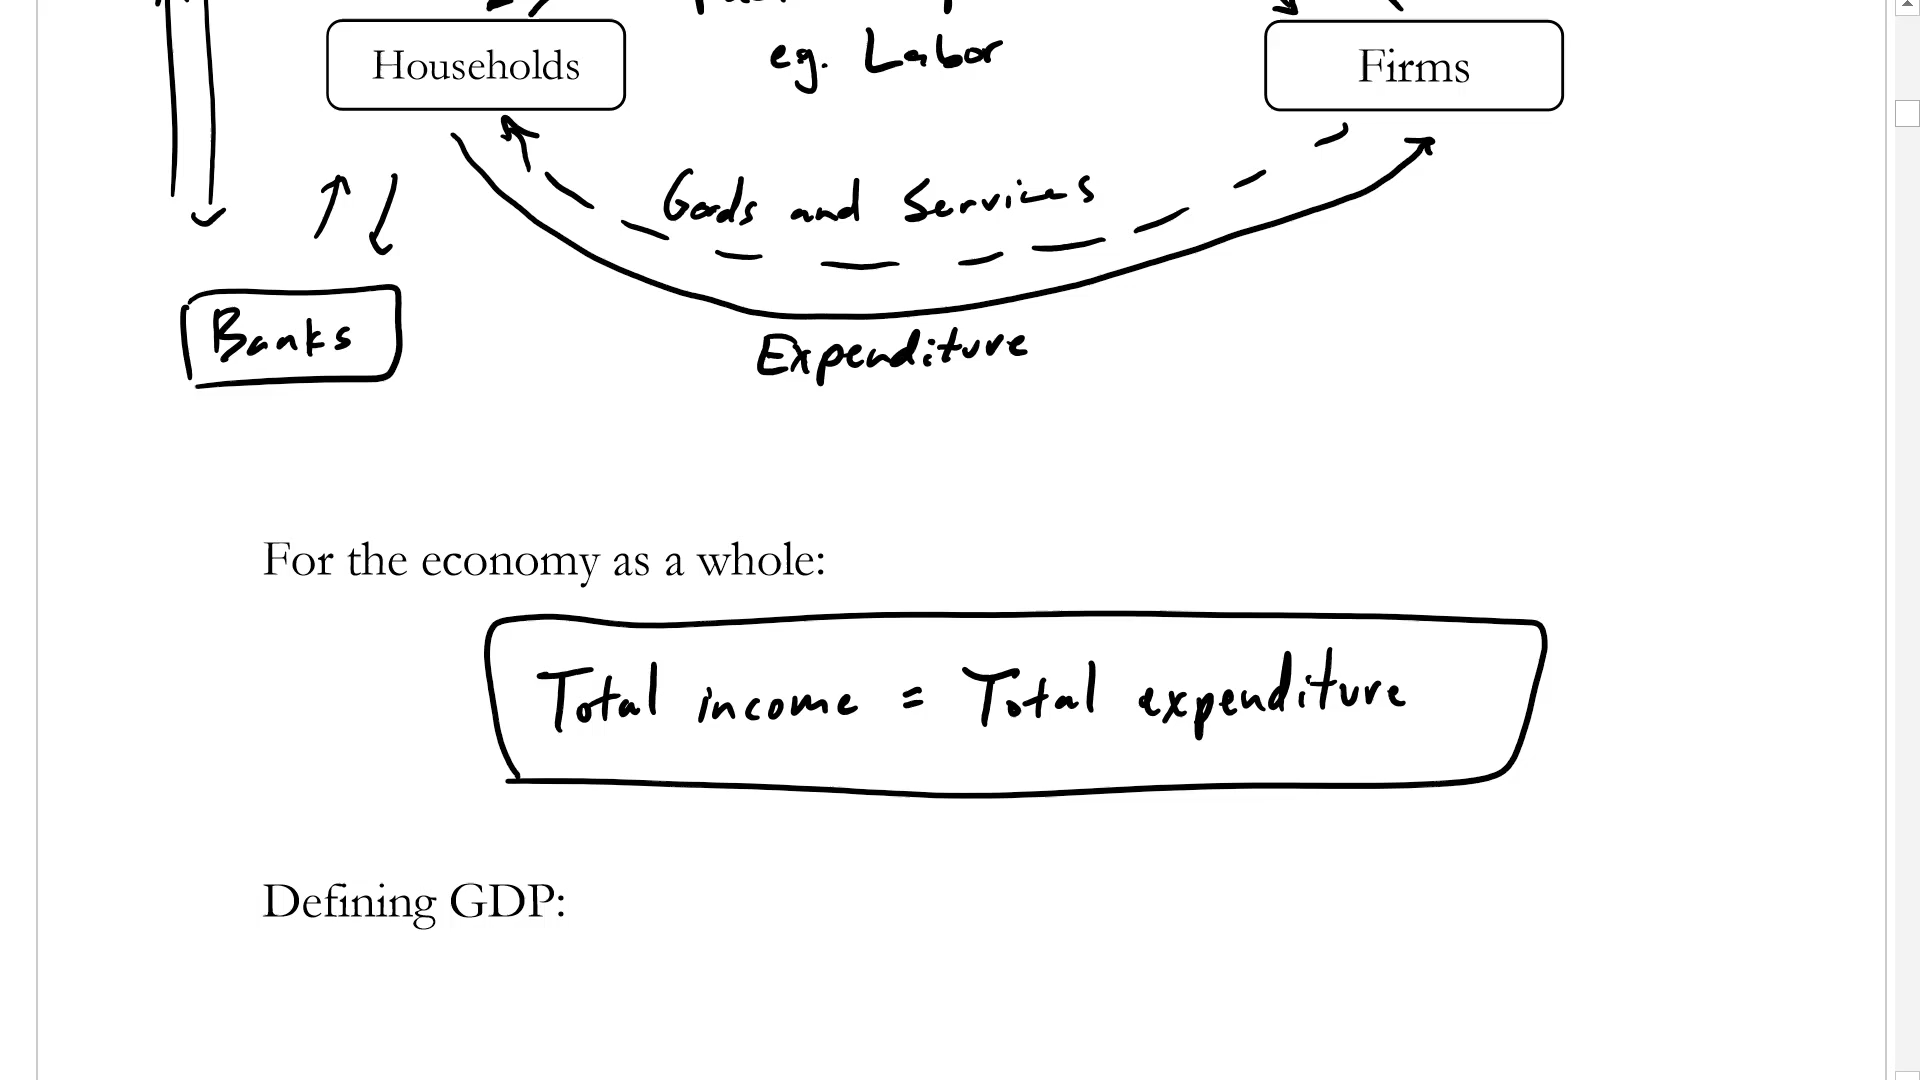 eg. Labor
Households
Firms
Goods and Services
Banks
Expenditure
For the economy as a whole:
Total income = Total expenditure
Defining GDP: